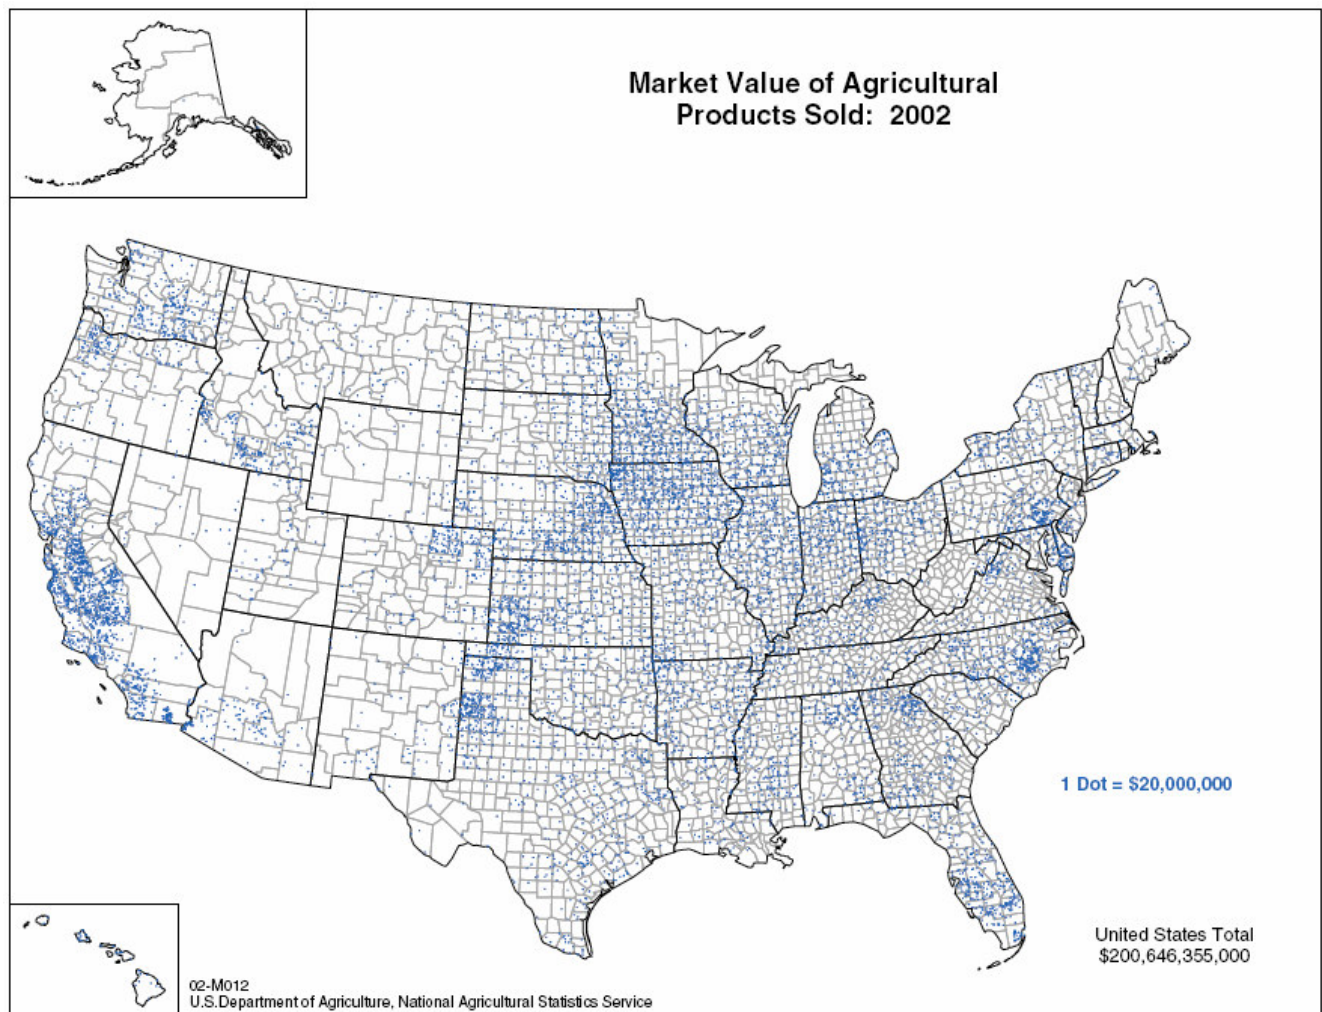 Market Value of Agricultural
Products Sold: 2002
1 Dot = $20,000,000
United States Total
$200,646,355,000
02-M012
U.S.Department of Agriculture, National Agricultural Statistics Service